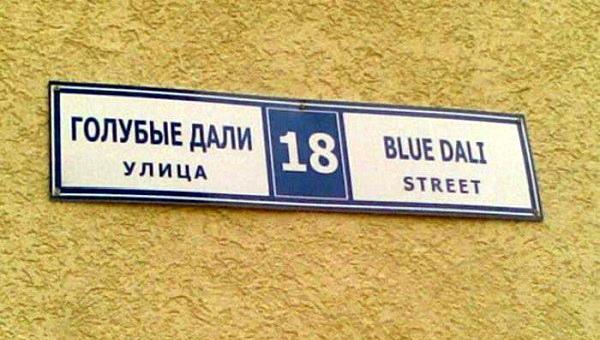 ГОЛУБЫЕ ДАЛИ
УЛИЦА
18
BLUE DALI
STREET